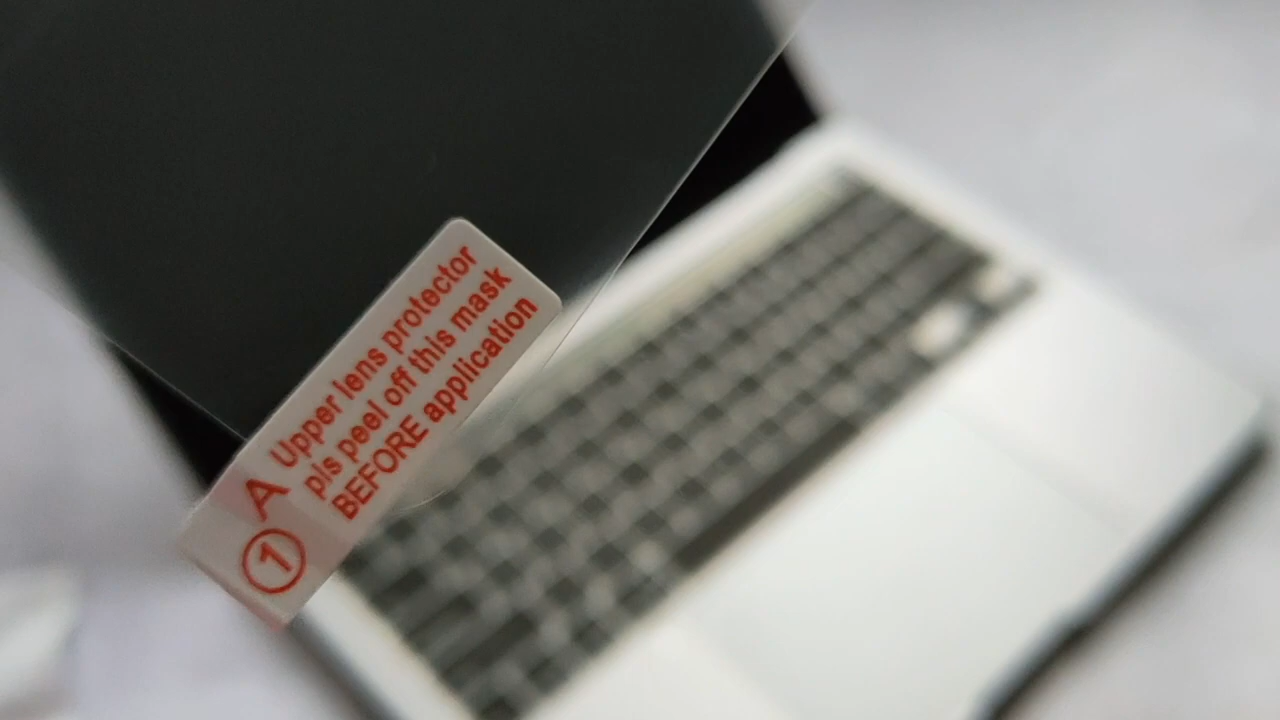 A Upper lens protector
pls peel off this mask
① BEFORE application